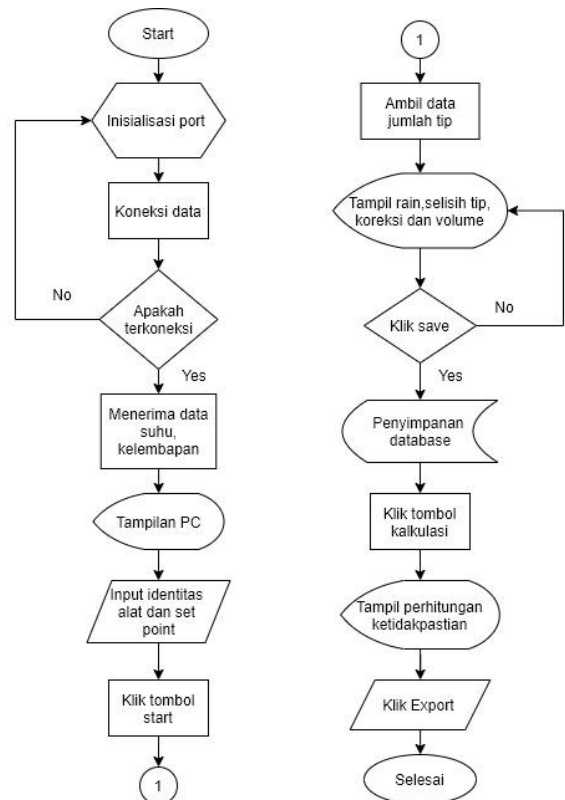 Start
Inisialisasi port
Koneksi data
Apakah
terkoneksi
No
Yes
Menerima data
suhu,
kelembapan
Tampilan PC
Input identitas
alat dan set
point
Klik tombol
start
1
1
Ambil data
jumlah tip
Tampil rain,selisih tip,
koreksi dan volume
Klik save
No
Yes
Penyimpanan
database
Klik tombol
kalkulasi
Tampil perhitungan
ketidakpastian
Klik Export
Selesai